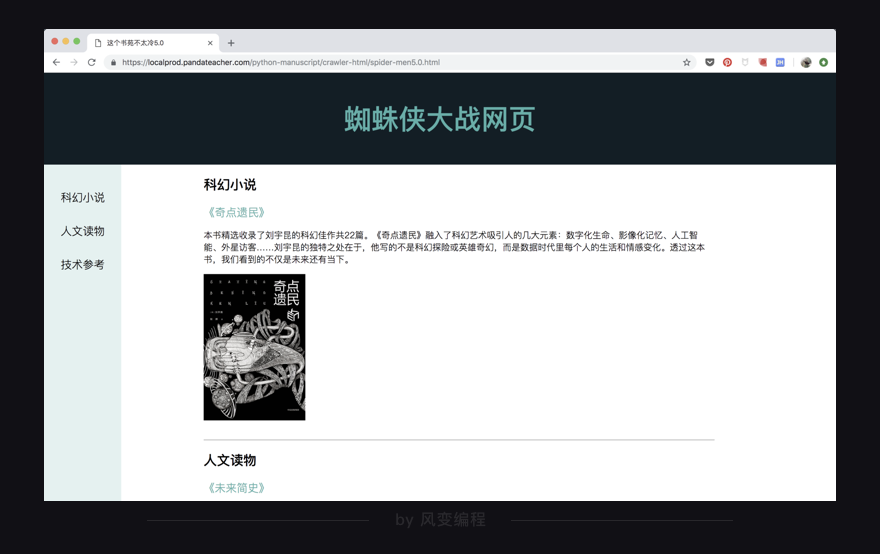 这个书苑不太冷5.0
https://localprod.pandateacher.com/python-manuscript/crawler-html/spider-men5.0.html
蜘蛛侠大战网页
科幻小说
人文读物
技术参考
科幻小说
《奇点遗民》
本书精选收录了刘宇昆的科幻佳作共22篇。《奇点遗民》融入了科幻艺术吸引人的几大元素：数字化生命、影像化记忆、人工智
能、外星访客……刘宇昆的独特之处在于，他写的不是科幻探险或英雄奇幻，而是数据时代里每个人的生活和情感变化。透过这本
书，我们看到的不仅是未来还有当下。
奇点
遗民
人文读物
《未来简史》
by 风变编程